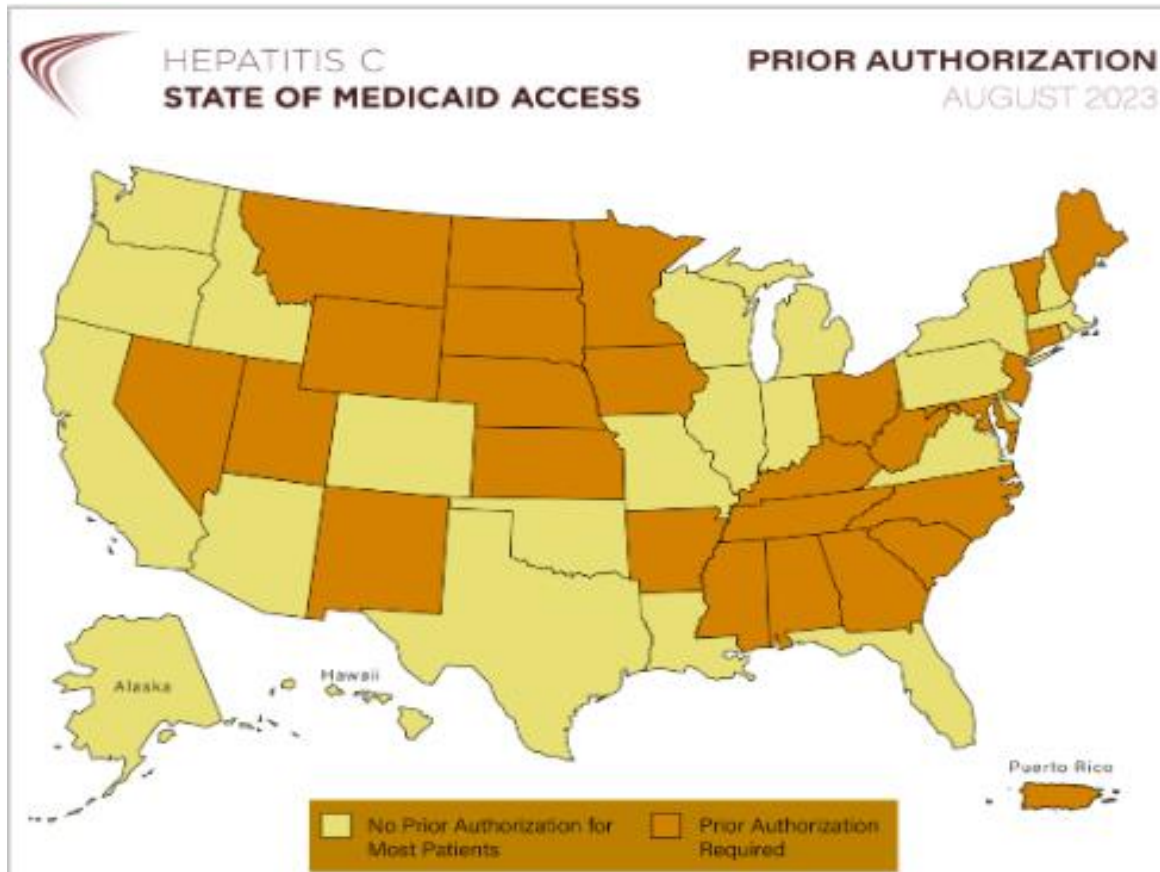 HEPATITIS C
STATE OF MEDICAID ACCESS
PRIOR AUTHORIZATION
AUGUST 2023
Alaska
Hawaii
Puerto Rico
No Prior Authorization for
Most Patients
Prior Authorization
Required